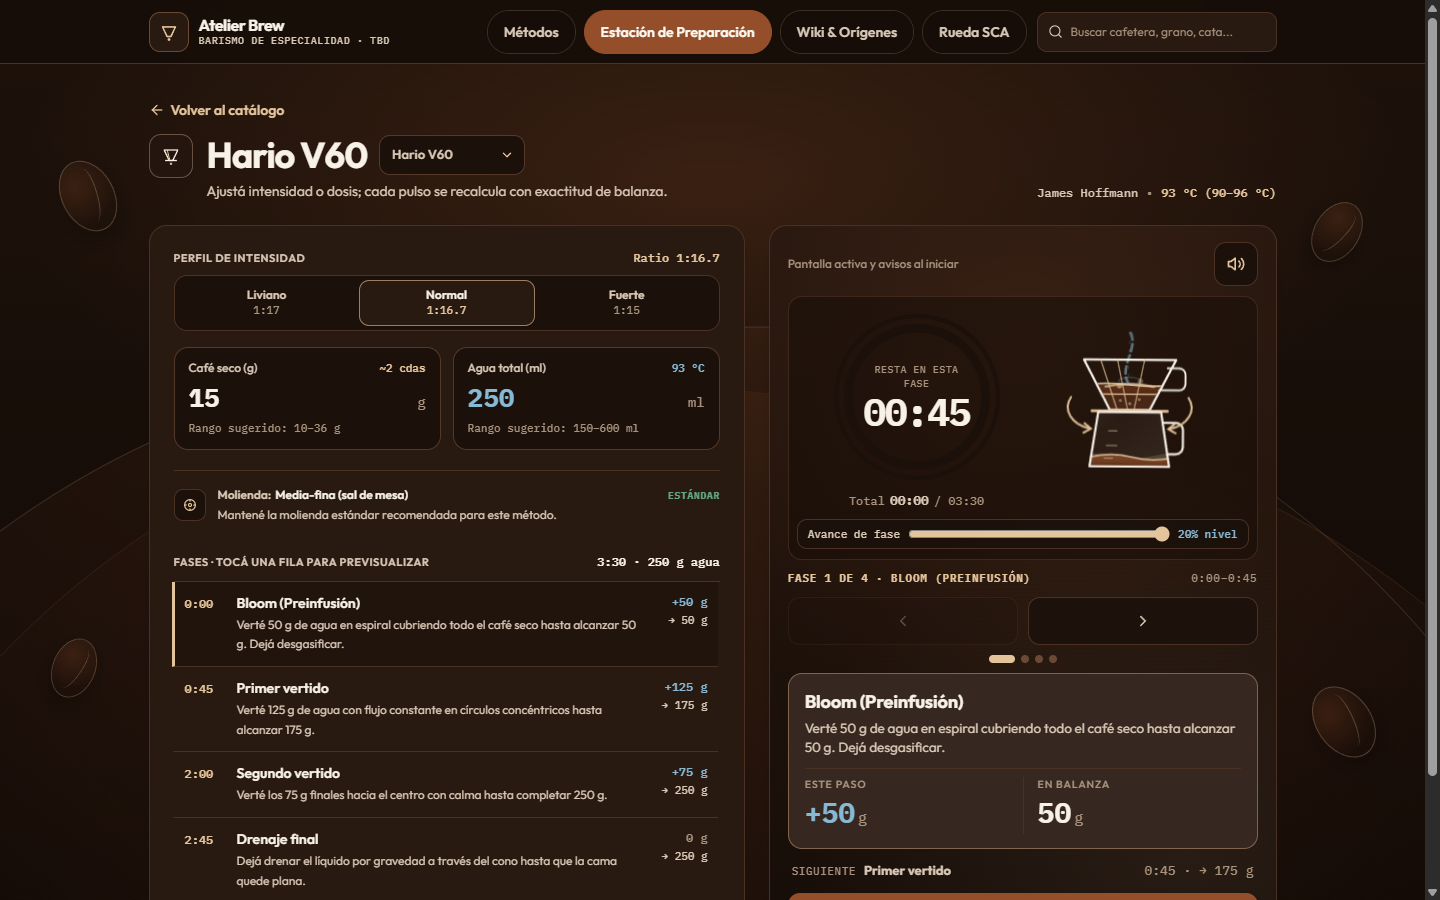 Atelier Brew
BARISMO DE ESPECIALIDAD · TBD
Métodos
Estación de Preparación
Wiki & Orígenes
Rueda SCA
Buscar cafetera, grano, cata...
← Volver al catálogo
Hario V60
Hario V60
Ajustá intensidad o dosis; cada pulso se recalcula con exactitud de balanza.
James Hoffmann • 93 °C (90–96 °C)
PERFIL DE INTENSIDAD
Ratio 1:16.7
Liviano
1:17
Normal
1:16.7
Fuerte
1:15
Café seco (g)
~2 cdas
15
g
Rango sugerido: 10–36 g
Agua total (ml)
93 °C
250
ml
Rango sugerido: 150–600 ml
Molienda: Media-fina (sal de mesa)
ESTÁNDAR
Mantené la molienda estándar recomendada para este método.
FASES · TOCÁ UNA FILA PARA PREVISUALIZAR
3:30 · 250 g agua
0:00
Bloom (Preinfusión)
+50 g
Verté 50 g de agua en espiral cubriendo todo el café seco hasta alcanzar 50
→ 50 g
g. Dejá desgasificar.
0:45
Primer vertido
+125 g
Verté 125 g de agua con flujo constante en círculos concéntricos hasta
→ 175 g
alcanzar 175 g.
2:00
Segundo vertido
+75 g
Verté los 75 g finales hacia el centro con calma hasta completar 250 g.
→ 250 g
2:45
Drenaje final
0 g
Dejá drenar el líquido por gravedad a través del cono hasta que la cama
→ 250 g
quede plana.
Pantalla activa y avisos al iniciar
RESTA EN ESTA
FASE
00:45
Total 00:00 / 03:30
Avance de fase
20% nivel
FASE 1 DE 4 · BLOOM (PREINFUSIÓN)
0:00–0:45
Bloom (Preinfusión)
Verté 50 g de agua en espiral cubriendo todo el café seco hasta alcanzar
50 g. Dejá desgasificar.
ESTE PASO
+50 g
EN BALANZA
50 g
SIGUIENTE Primer vertido
0:45 · → 175 g